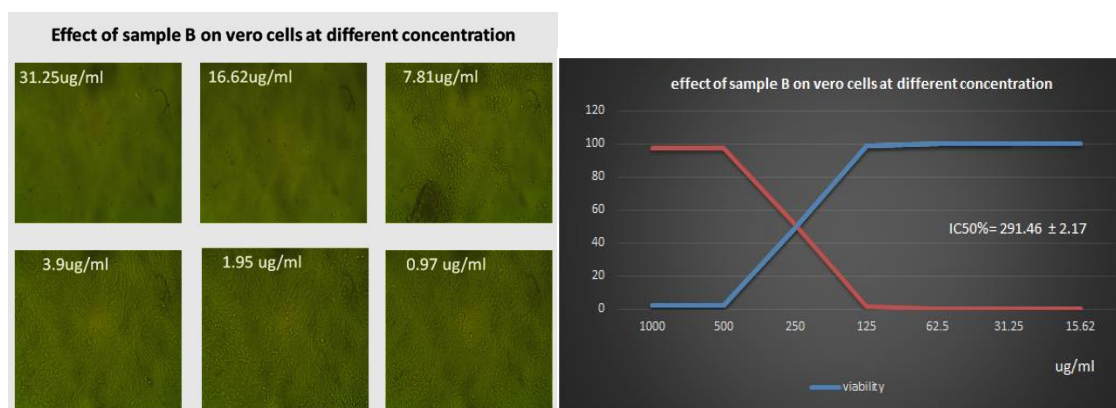 Effect of sample B on vero cells at different concentration
31.25ug/ml
16.62ug/ml
7.81ug/ml
3.9ug/ml
1.95 ug/ml
0.97 ug/ml
effect of sample B on vero cells at different concentration
120
100
80
60
40
20
0
IC50%= 291.46 ± 2.17
1000 500 250 125 62.5 31.25 15.62
ug/ml
viability